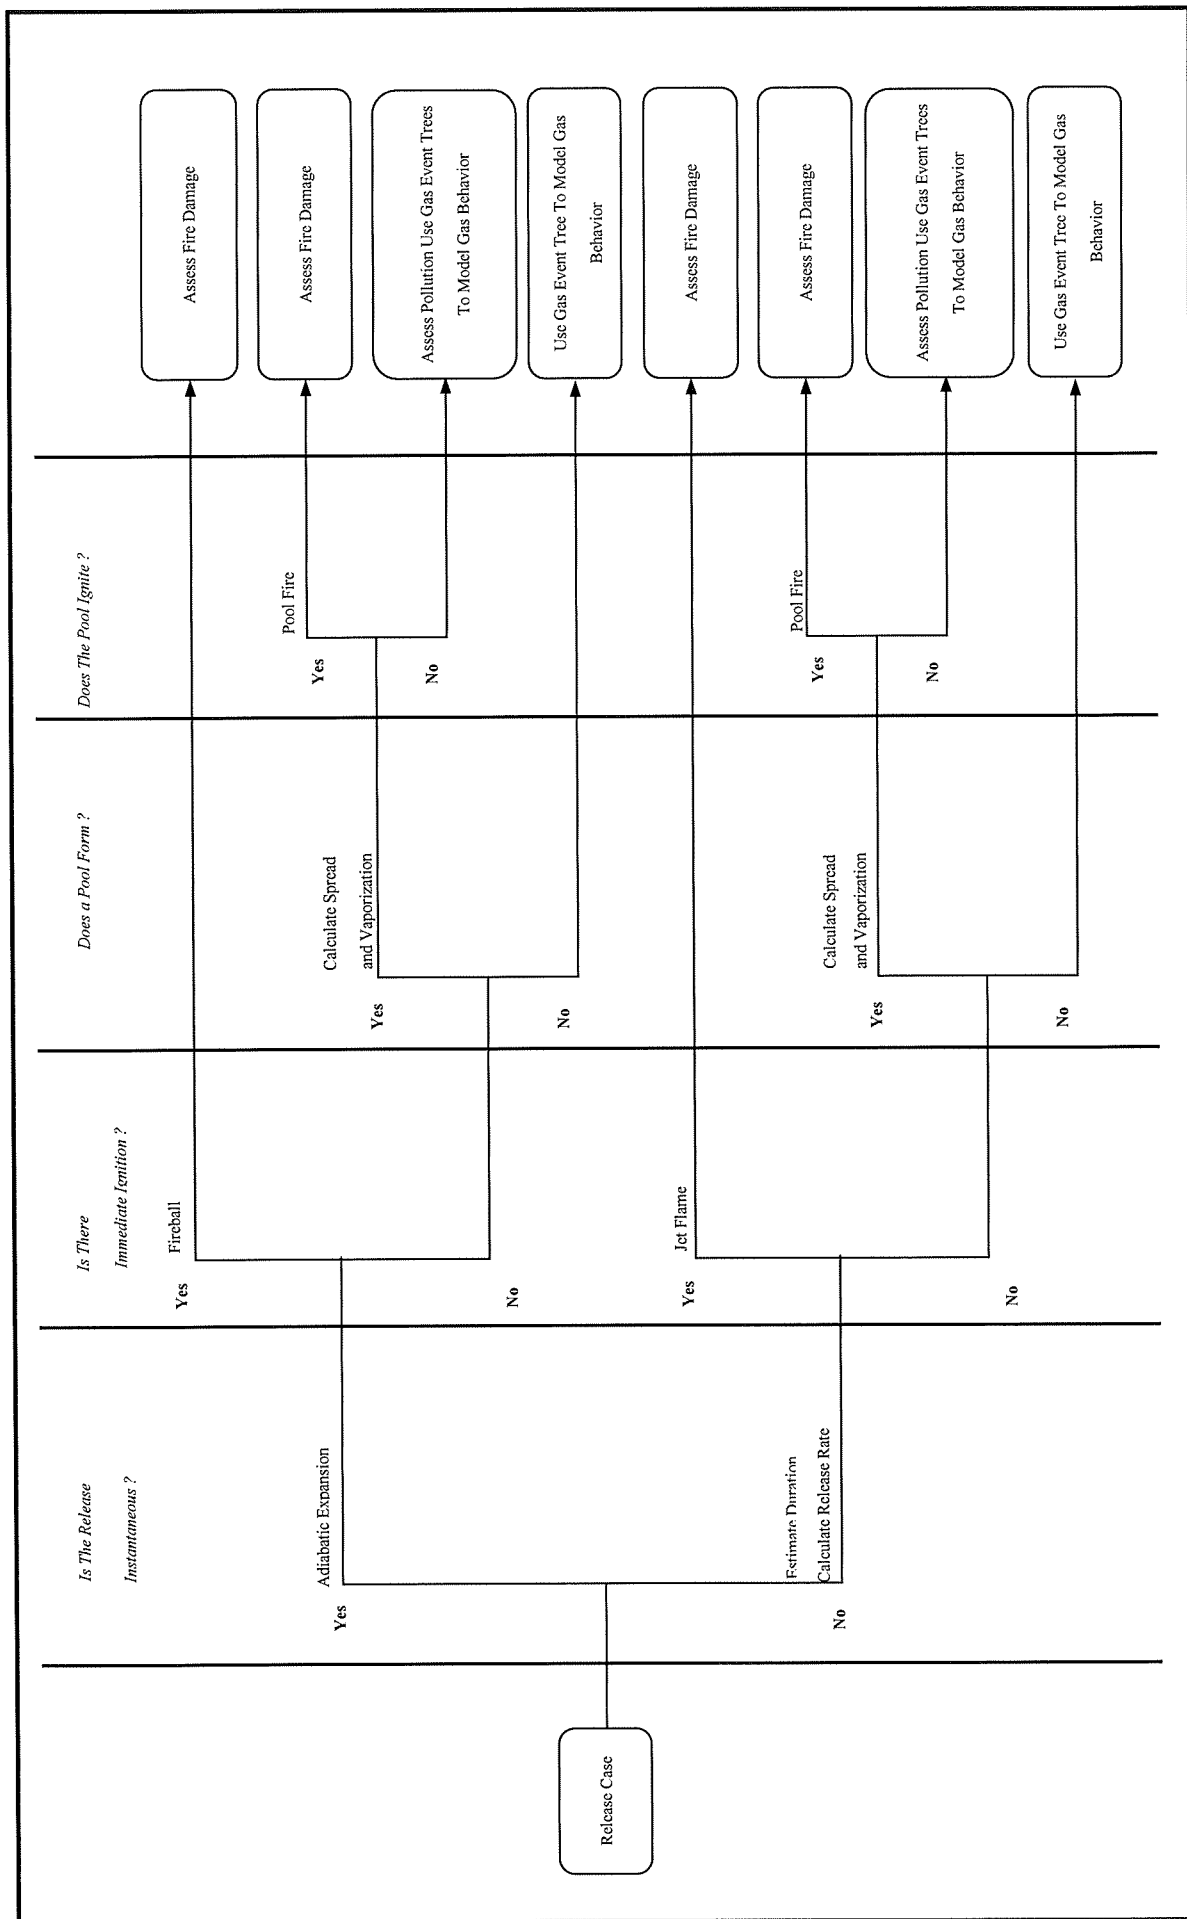 Is The Release
Instantaneous ?
Is There
Immediate Ignition ?
Does a Pool Form ?
Does The Pool Ignite ?
Release Case
Yes
Adiabatic Expansion
No
Estimate Duration
Calculate Release Rate
Yes
Fireball
No
Yes
Jet Flame
No
Yes
Calculate Spread
and Vaporization
No
Yes
Calculate Spread
and Vaporization
No
Yes
Pool Fire
No
Yes
Pool Fire
No
Assess Fire Damage
Assess Fire Damage
Assess Pollution Use Gas Event Trees
To Model Gas Behavior
Use Gas Event Tree To Model Gas
Behavior
Assess Fire Damage
Assess Fire Damage
Assess Pollution Use Gas Event Trees
To Model Gas Behavior
Use Gas Event Tree To Model Gas
Behavior